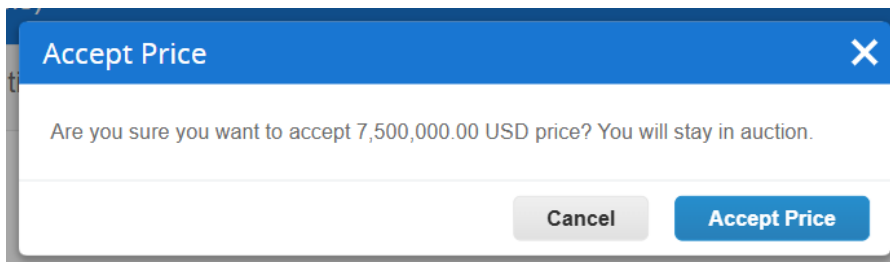 Accept Price
Are you sure you want to accept 7,500,000.00 USD price? You will stay in auction.
Cancel
Accept Price